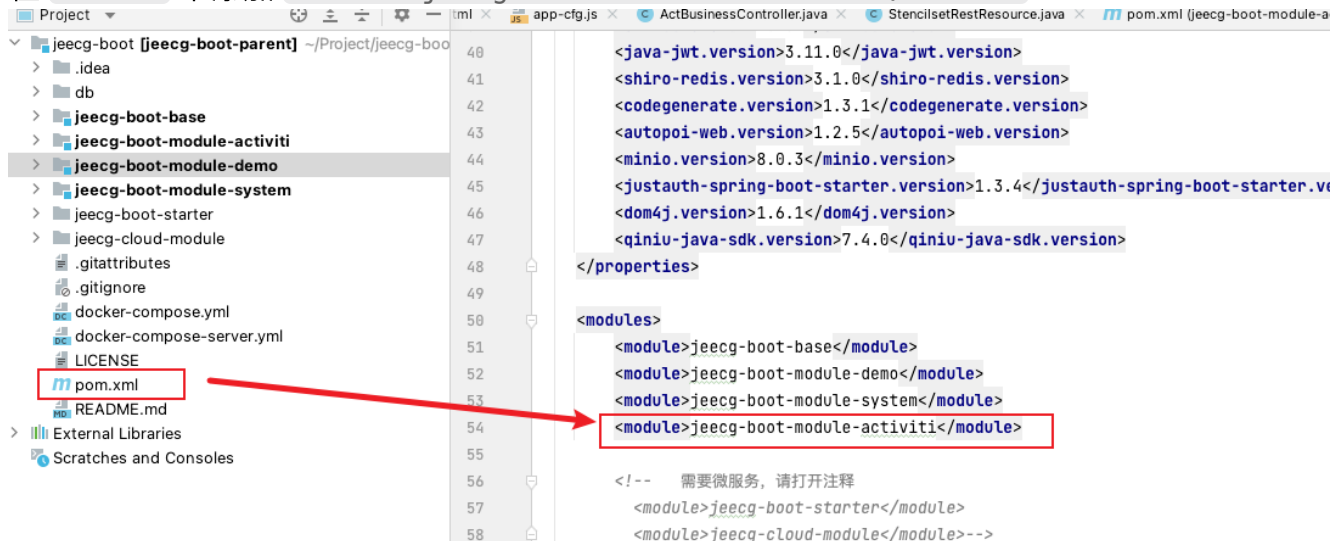 Project
tml
app-cfg.js
ActBusinessController.java
StencilsetRestResource.java
pom.xml (jeecg-boot-module-a
jeecg-boot [jeecg-boot-parent] ~/Project/jeecg-boo
.idea
db
jeecg-boot-base
jeecg-boot-module-activiti
jeecg-boot-module-demo
jeecg-boot-module-system
jeecg-boot-starter
jeecg-cloud-module
.gitattributes
.gitignore
docker-compose.yml
docker-compose-server.yml
LICENSE
pom.xml
README.md
External Libraries
Scratches and Consoles
40 <java-jwt.version>3.11.0</java-jwt.version>
41 <shiro-redis.version>3.1.0</shiro-redis.version>
42 <codegenerate.version>1.3.1</codegenerate.version>
43 <autopoi-web.version>1.2.5</autopoi-web.version>
44 <minio.version>8.0.3</minio.version>
45 <justauth-spring-boot-starter.version>1.3.4</justauth-spring-boot-starter.ve
46 <dom4j.version>1.6.1</dom4j.version>
47 <qiniu-java-sdk.version>7.4.0</qiniu-java-sdk.version>
48 </properties>
49
50 <modules>
51 <module>jeecg-boot-base</module>
52 <module>jeecg-boot-module-demo</module>
53 <module>jeecg-boot-module-system</module>
54 <module>jeecg-boot-module-activiti</module>
55
56 <!-- 需要微服务，请打开注释
57 <module>jeecg-boot-starter</module>
58 <module>jeecg-cloud-module</module>-->